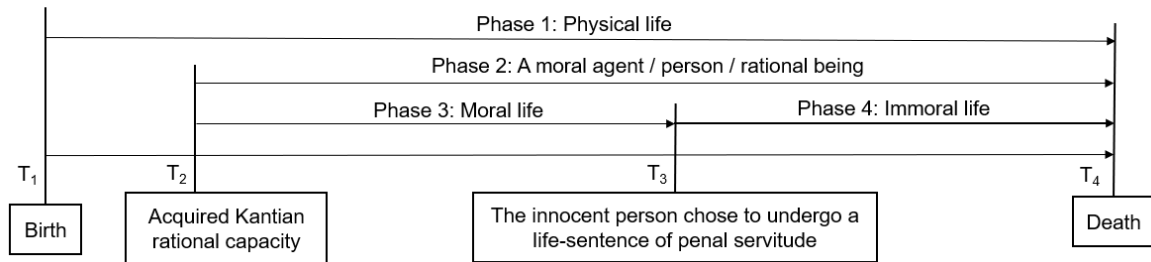 Phase 1: Physical life
Phase 2: A moral agent / person / rational being
Phase 3: Moral life
Phase 4: Immoral life
T₁
T₂
T₃
T₄
Birth
Acquired Kantian
rational capacity
The innocent person chose to undergo a
life-sentence of penal servitude
Death